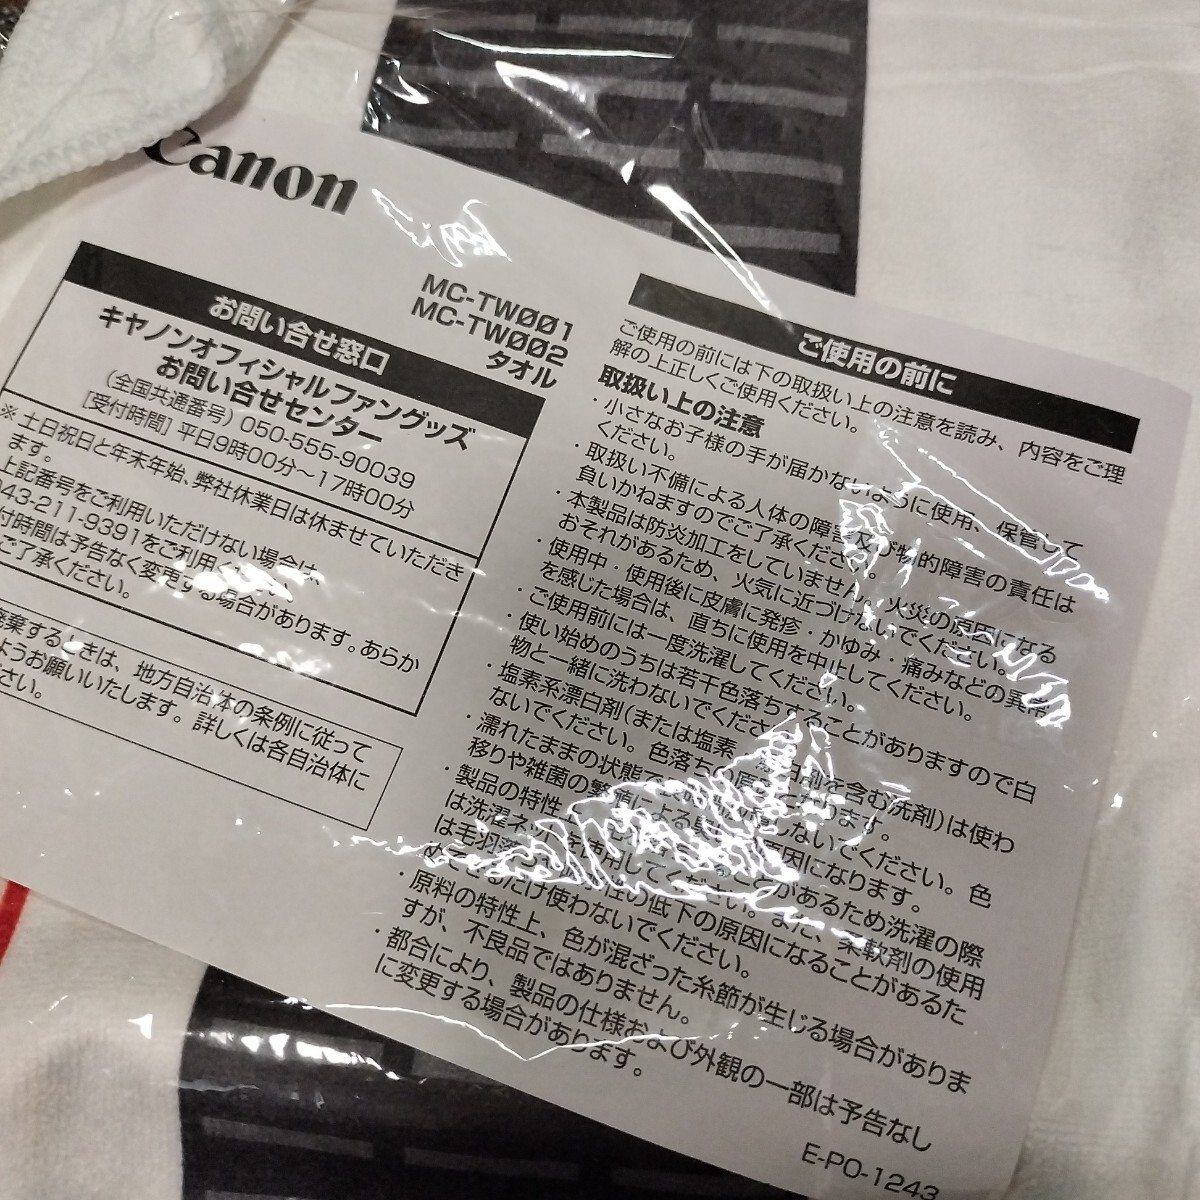 Canon
MC-TW001
MC-TW002
タオル
お問い合せ窓口
キヤノンオフィシャルファングッズ
お問い合せセンター
(全国共通番号) 050-555-90039
[受付時間] 平日9時00分～17時00分
※ 土日祝日と年末年始、弊社休業日は休ませていただき
ます。
上記番号をご利用いただけない場合は、
043-211-9391をご利用
付時間は予告なく変更する場合があります。あらか
ご了承ください。
廃棄するときは、地方自治体の条例に従って
ようお願いいたします。詳しくは各自治体に
さい。
ご使用の前に
ご使用の前には下の取扱い上の注意を読み、内容をご理
解の上正しくご使用ください。
取扱い上の注意
・小さなお子様の手が届かないように使用、保管して
ください。
・取扱い不備による人体の障害及び物的障害の責任は
負いかねますのでご了承ください。
・本製品は防炎加工をしていません。火災の原因になる
おそれがあるため、火気に近づけないでください。
・使用中・使用後に皮膚に発疹・かゆみ・痛みなどの異常
を感じた場合は、直ちに使用を中止してください。
・ご使用前には一度洗濯してください。
使い始めのうちは若干色落ちすることがありますので白
物と一緒に洗わないでください
・塩素系漂白剤(または塩素 漂白剤を含む洗剤)は使わ
ないでください。色落ちの原因となります。
・濡れたままの状態で しないでください。色
移りや雑菌の繁殖による 原因になります。
・製品の特性 ことがあるため洗濯の際
は洗濯ネット 使用してください。また、柔軟剤の使用
は毛羽落ち 性の低下の原因になることがあるた
めできるだけ使わないでください。
・原料の特性上、色が混ざった糸節が生じる場合がありま
すが、不良品ではありません。
・都合により、製品の仕様および外観の一部は予告なし
に変更する場合があります。
E-PO-1243